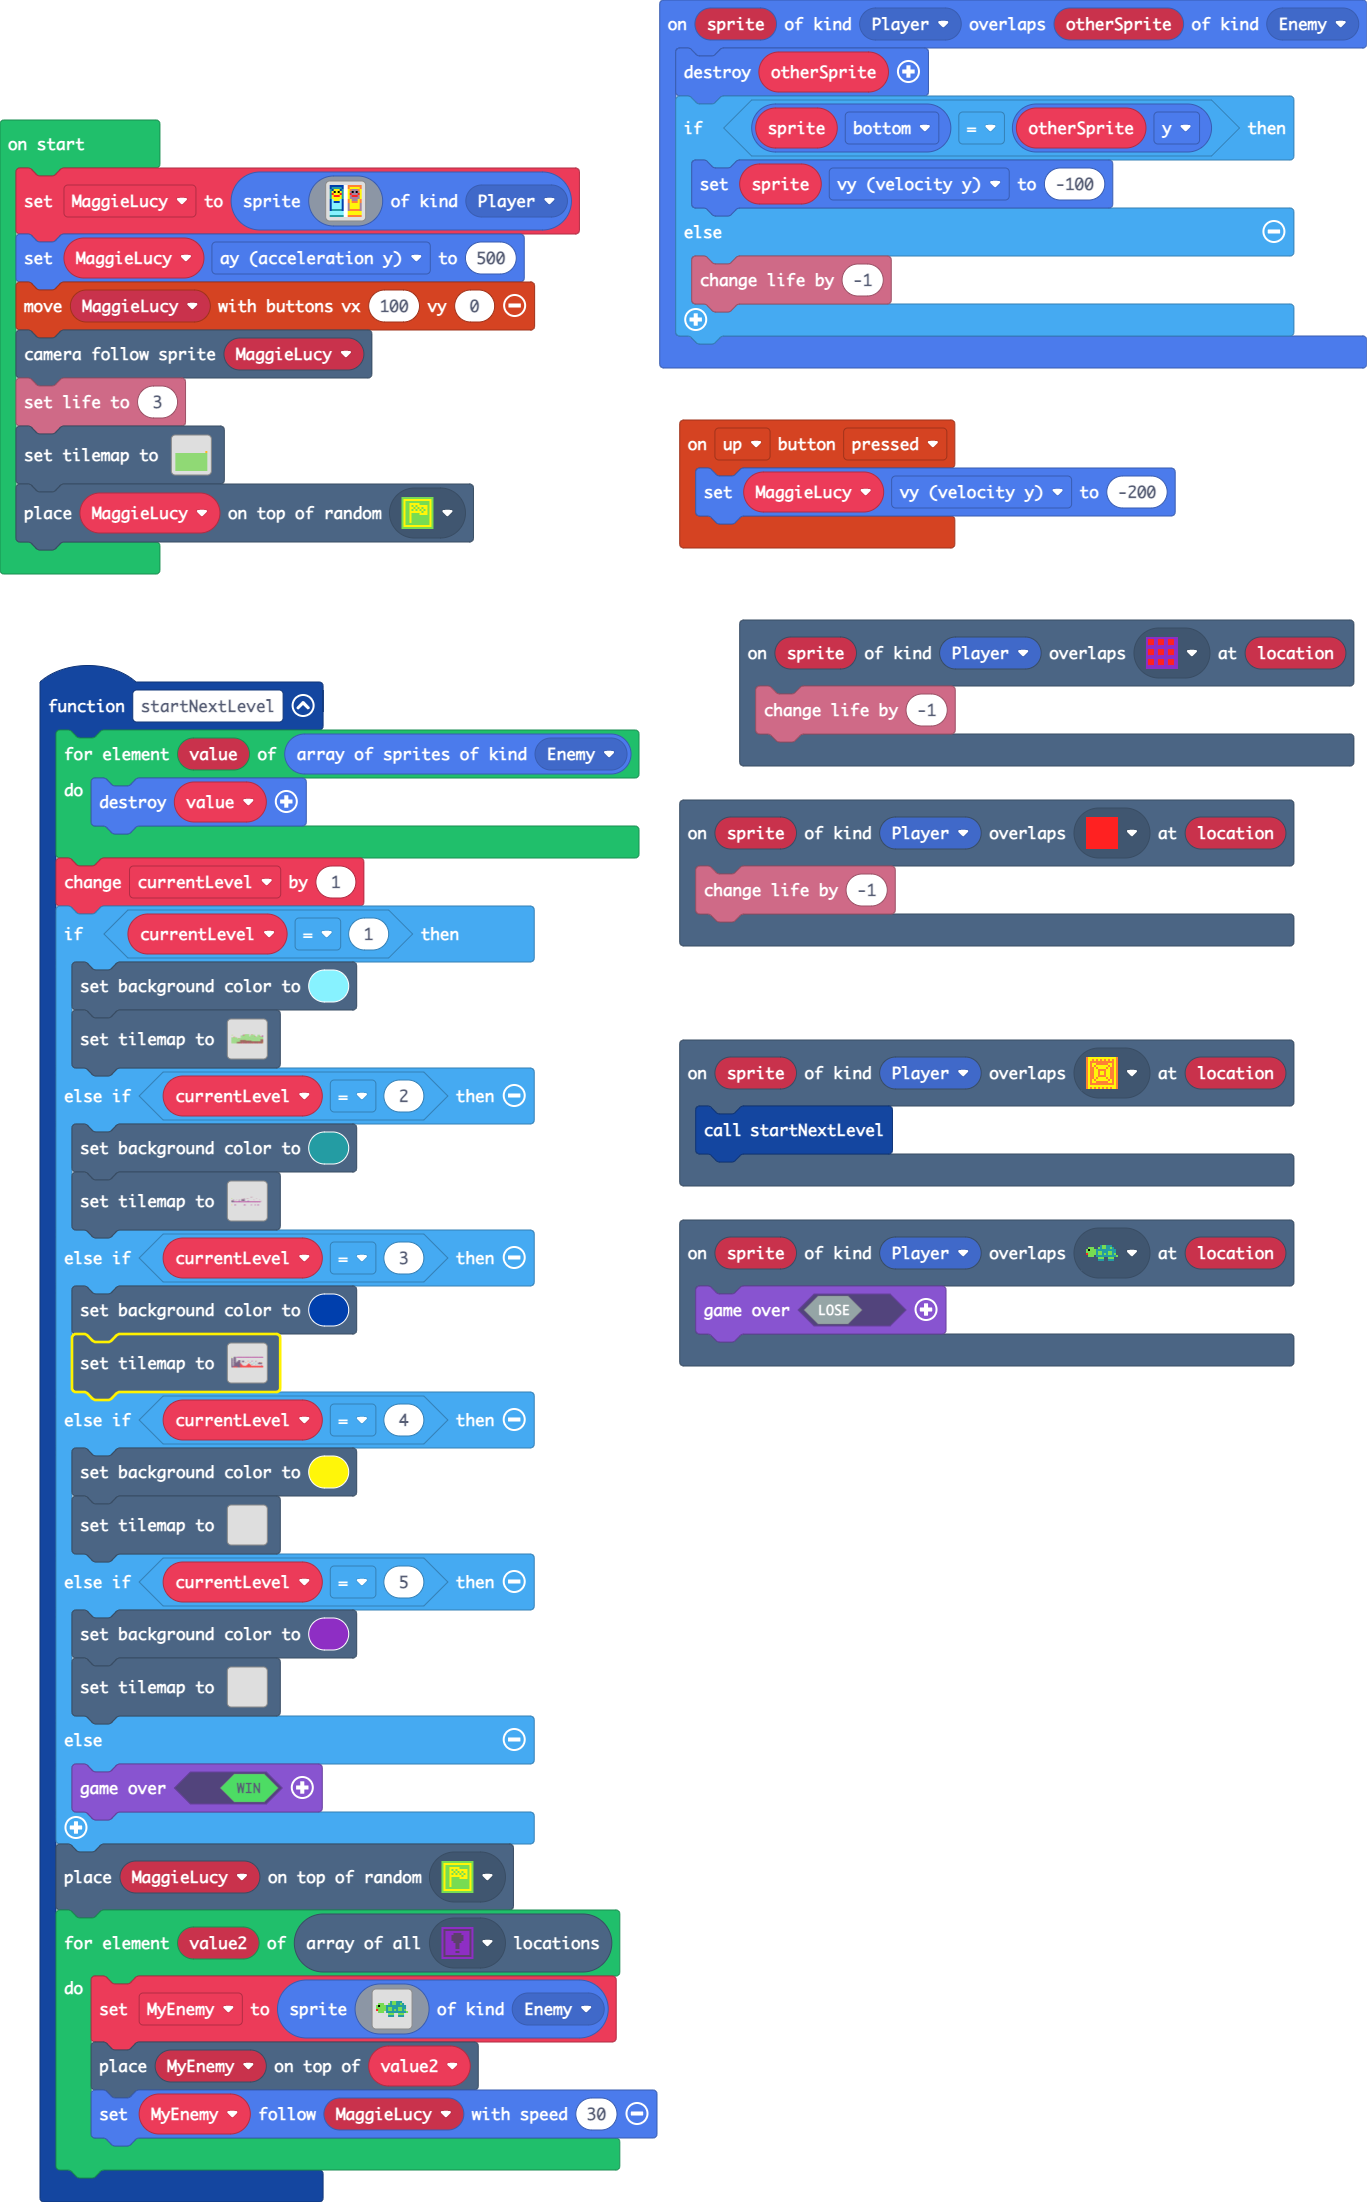 on start
set MaggieLucy to sprite of kind Player
set MaggieLucy ay (acceleration y) to 500
move MaggieLucy with buttons vx 100 vy 0
camera follow sprite MaggieLucy
set life to 3
set tilemap to
place MaggieLucy on top of random
function startNextLevel
for element value of array of sprites of kind Enemy
do
destroy value
change currentLevel by 1
if currentLevel = 1 then
set background color to
set tilemap to
else if currentLevel = 2 then
set background color to
set tilemap to
else if currentLevel = 3 then
set background color to
set tilemap to
else if currentLevel = 4 then
set background color to
set tilemap to
else if currentLevel = 5 then
set background color to
set tilemap to
else
game over WIN
place MaggieLucy on top of random
for element value2 of array of all locations
do
set MyEnemy to sprite of kind Enemy
place MyEnemy on top of value2
set MyEnemy follow MaggieLucy with speed 30
on sprite of kind Player overlaps otherSprite of kind Enemy
destroy otherSprite
if sprite bottom = otherSprite y then
set sprite vy (velocity y) to -100
else
change life by -1
on up button pressed
set MaggieLucy vy (velocity y) to -200
on sprite of kind Player overlaps at location
change life by -1
on sprite of kind Player overlaps at location
change life by -1
on sprite of kind Player overlaps at location
call startNextLevel
on sprite of kind Player overlaps at location
game over LOSE